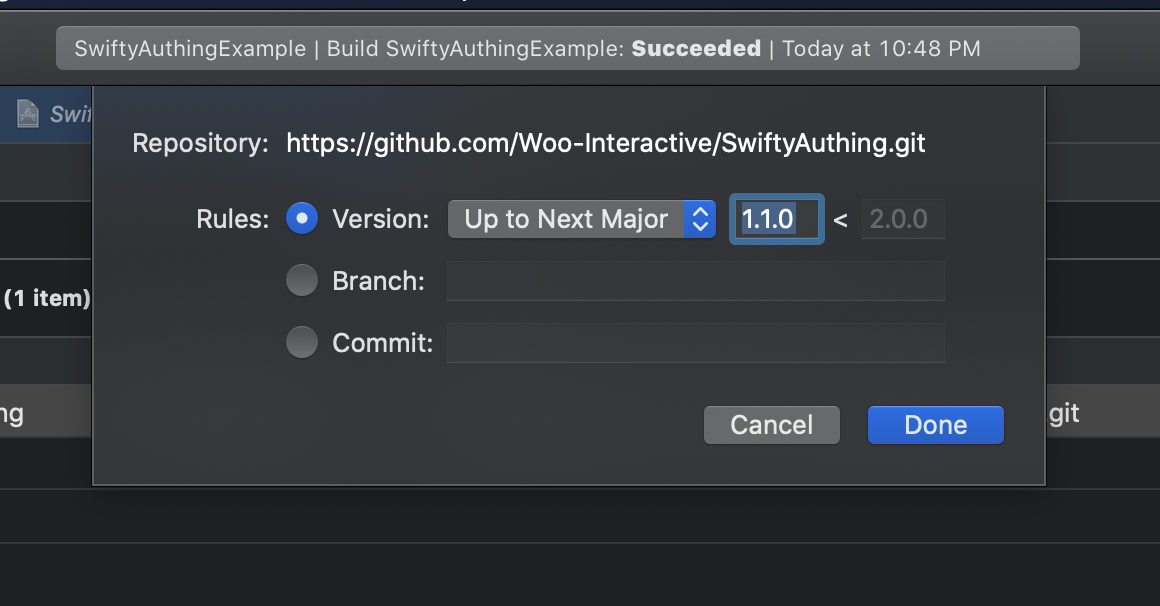 SwiftyAuthingExample | Build SwiftyAuthingExample: Succeeded | Today at 10:48 PM
Swif
Repository: https://github.com/Woo-Interactive/SwiftyAuthing.git
Rules: Version: Up to Next Major 1.1.0 < 2.0.0
Branch:
(1 item)
Commit:
ng .git
Cancel Done